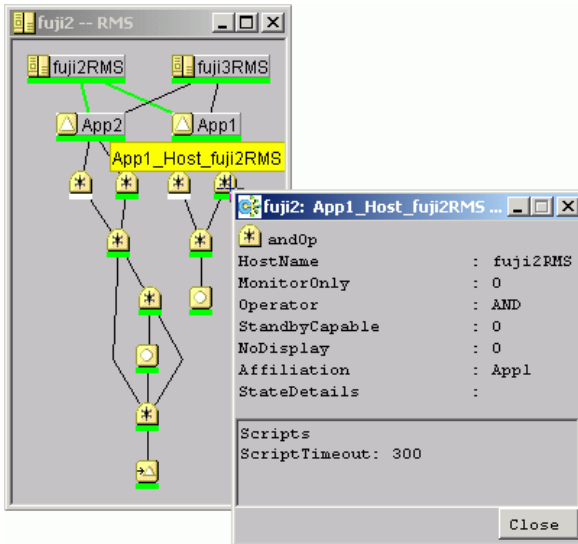 fuji2 -- RMS
fuji2RMS fuji3RMS
App2 App1
App1_Host_fuji2RMS
fuji2: App1_Host_fuji2RMS ...
andOp
HostName : fuji2RMS
MonitorOnly : 0
Operator : AND
StandbyCapable : 0
NoDisplay : 0
Affiliation : App1
StateDetails :
Scripts
ScriptTimeout: 300
Close